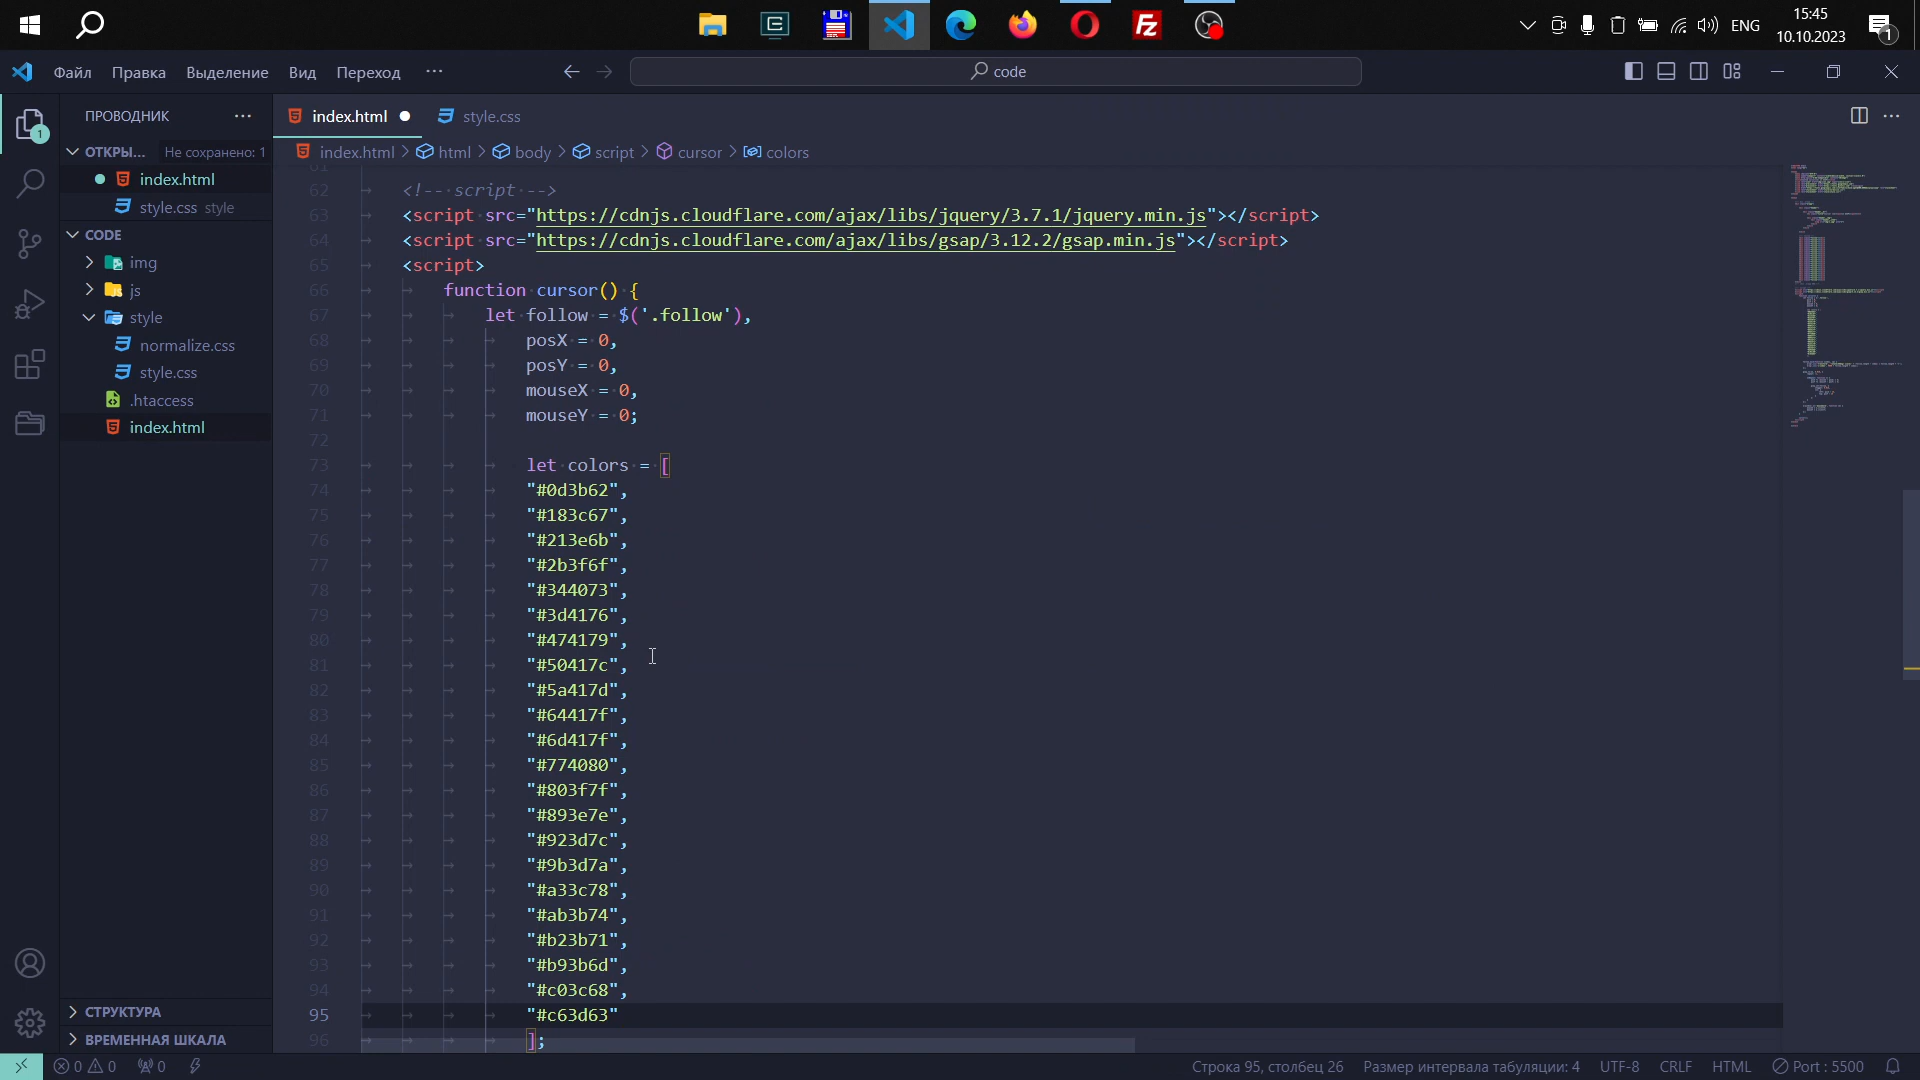 ENG
15:45
10.10.2023
1
Файл Правка Выделение Вид Переход ···
code
1
ПРОВОДНИК
ОТКРЫ... Не сохранено: 1
index.html
style.css style
CODE
img
js
style
normalize.css
style.css
.htaccess
index.html
СТРУКТУРА
ВРЕМЕННАЯ ШКАЛА
index.html
style.css
index.html > html > body > script > cursor > colors
61
62 <!-- script -->
63 <script src="https://cdnjs.cloudflare.com/ajax/libs/jquery/3.7.1/jquery.min.js"></script>
64 <script src="https://cdnjs.cloudflare.com/ajax/libs/gsap/3.12.2/gsap.min.js"></script>
65 <script>
66 function cursor() {
67 let follow = $('.follow'),
68 posX = 0,
69 posY = 0,
70 mouseX = 0,
71 mouseY = 0;
72
73 let colors = [
74 "#0d3b62",
75 "#183c67",
76 "#213e6b",
77 "#2b3f6f",
78 "#344073",
79 "#3d4176",
80 "#474179",
81 "#50417c",
82 "#5a417d",
83 "#64417f",
84 "#6d417f",
85 "#774080",
86 "#803f7f",
87 "#893e7e",
88 "#923d7c",
89 "#9b3d7a",
90 "#a33c78",
91 "#ab3b74",
92 "#b23b71",
93 "#b93b6d",
94 "#c03c68",
95 "#c63d63"
96 ];
0 0 0
Строка 95, столбец 26 Размер интервала табуляции: 4 UTF-8 CRLF HTML Port : 5500